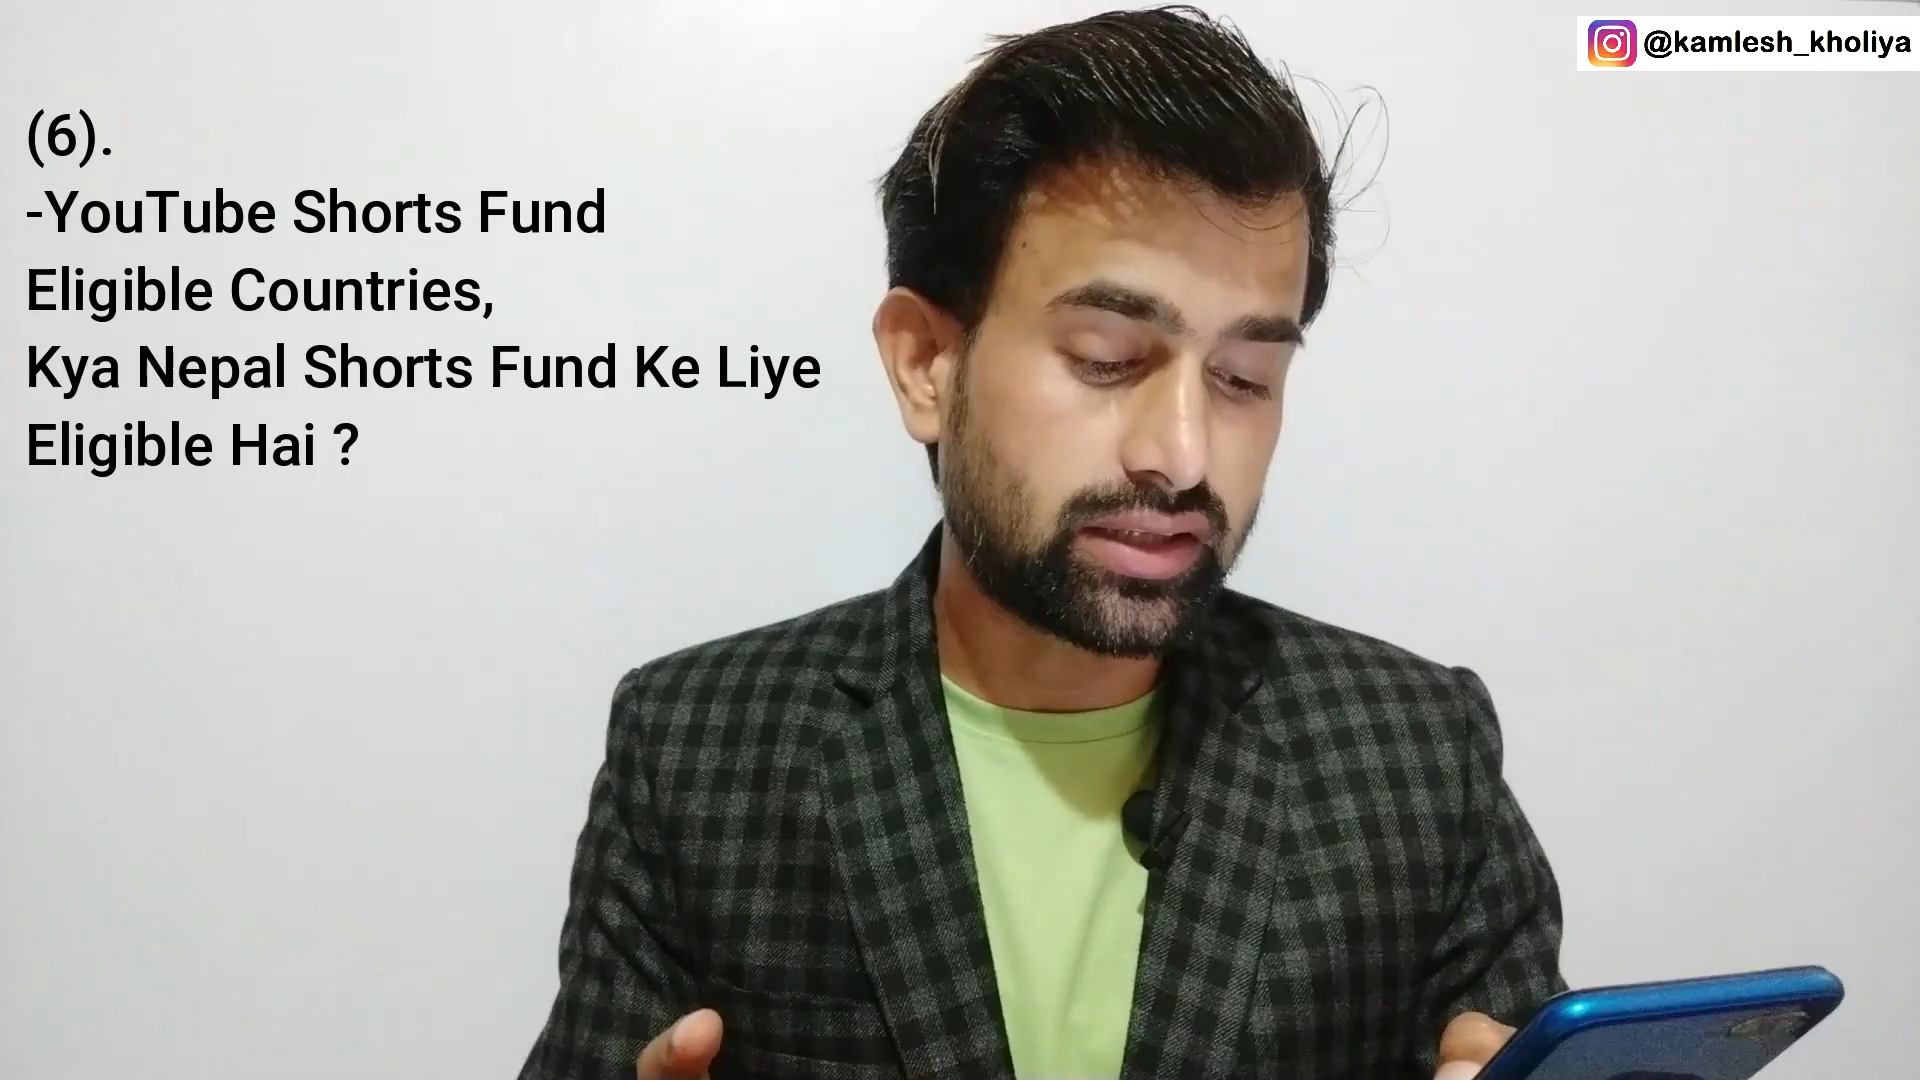 @kamlesh_kholiya
(6).
-YouTube Shorts Fund
Eligible Countries,
Kya Nepal Shorts Fund Ke Liye
Eligible Hai ?